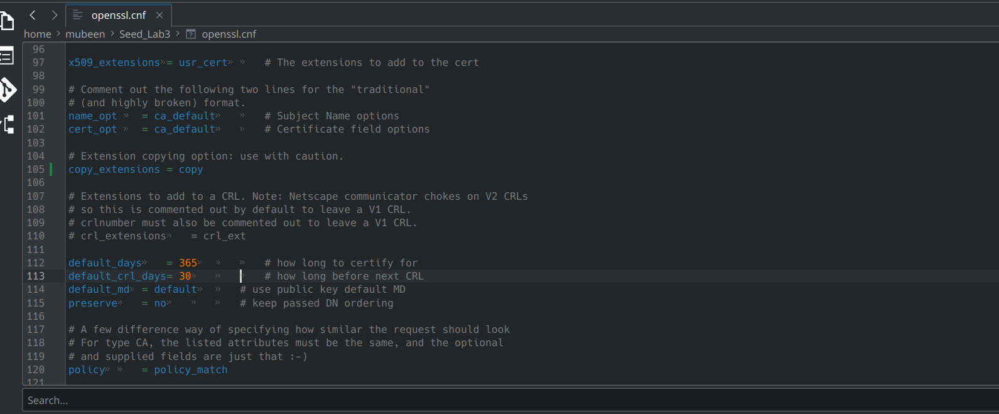 openssl.cnf
home > mubeen > Seed_Lab3 > openssl.cnf
96
97 x509_extensions = usr_cert # The extensions to add to the cert
98
99 # Comment out the following two lines for the "traditional"
100 # (and highly broken) format.
101 name_opt = ca_default # Subject Name options
102 cert_opt = ca_default # Certificate field options
103
104 # Extension copying option: use with caution.
105 copy_extensions = copy
106
107 # Extensions to add to a CRL. Note: Netscape communicator chokes on V2 CRLs
108 # so this is commented out by default to leave a V1 CRL.
109 # crlnumber must also be commented out to leave a V1 CRL.
110 # crl_extensions = crl_ext
111
112 default_days = 365 # how long to certify for
113 default_crl_days= 30 # how long before next CRL
114 default_md = default # use public key default MD
115 preserve = no # keep passed DN ordering
116
117 # A few difference way of specifying how similar the request should look
118 # For type CA, the listed attributes must be the same, and the optional
119 # and supplied fields are just that :-)
120 policy = policy_match
121
Search...